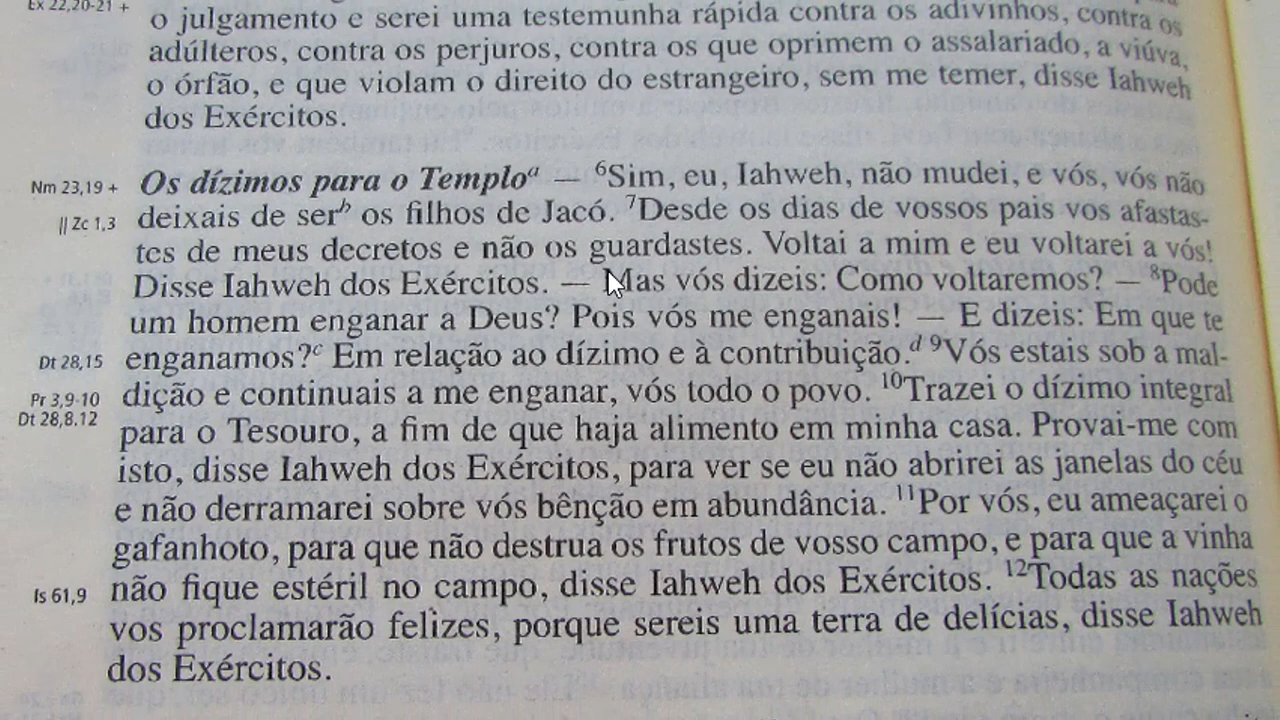 Ex 22,20-21 +
o julgamento e serei uma testemunha rápida contra os adivinhos, contra os
adúlteros, contra os perjuros, contra os que oprimem o assalariado, a viúva,
o órfão, e que violam o direito do estrangeiro, sem me temer, disse Iahweh
dos Exércitos.
Nm 23,19 +
Os dízimos para o Temploᵃ — ⁶Sim, eu, Iahweh, não mudei, e vós, vós não
|| Zc 1,3
deixais de serᵇ os filhos de Jacó. ⁷Desde os dias de vossos pais vos afastas-
tes de meus decretos e não os guardastes. Voltai a mim e eu voltarei a vós!
Disse Iahweh dos Exércitos. — Mas vós dizeis: Como voltaremos? — ⁸Pode
um homem enganar a Deus? Pois vós me enganais! — E dizeis: Em que te
Dt 28,15
enganamos?ᶜ Em relação ao dízimo e à contribuição.ᵈ ⁹Vós estais sob a mal-
Pr 3,9-10
dição e continuais a me enganar, vós todo o povo. ¹⁰Trazei o dízimo integral
Dt 28,8.12
para o Tesouro, a fim de que haja alimento em minha casa. Provai-me com
isto, disse Iahweh dos Exércitos, para ver se eu não abrirei as janelas do céu
e não derramarei sobre vós bênção em abundância. ¹¹Por vós, eu ameaçarei o
gafanhoto, para que não destrua os frutos de vosso campo, e para que a vinha
Is 61,9
não fique estéril no campo, disse Iahweh dos Exércitos. ¹²Todas as nações
vos proclamarão felizes, porque sereis uma terra de delícias, disse Iahweh
dos Exércitos.